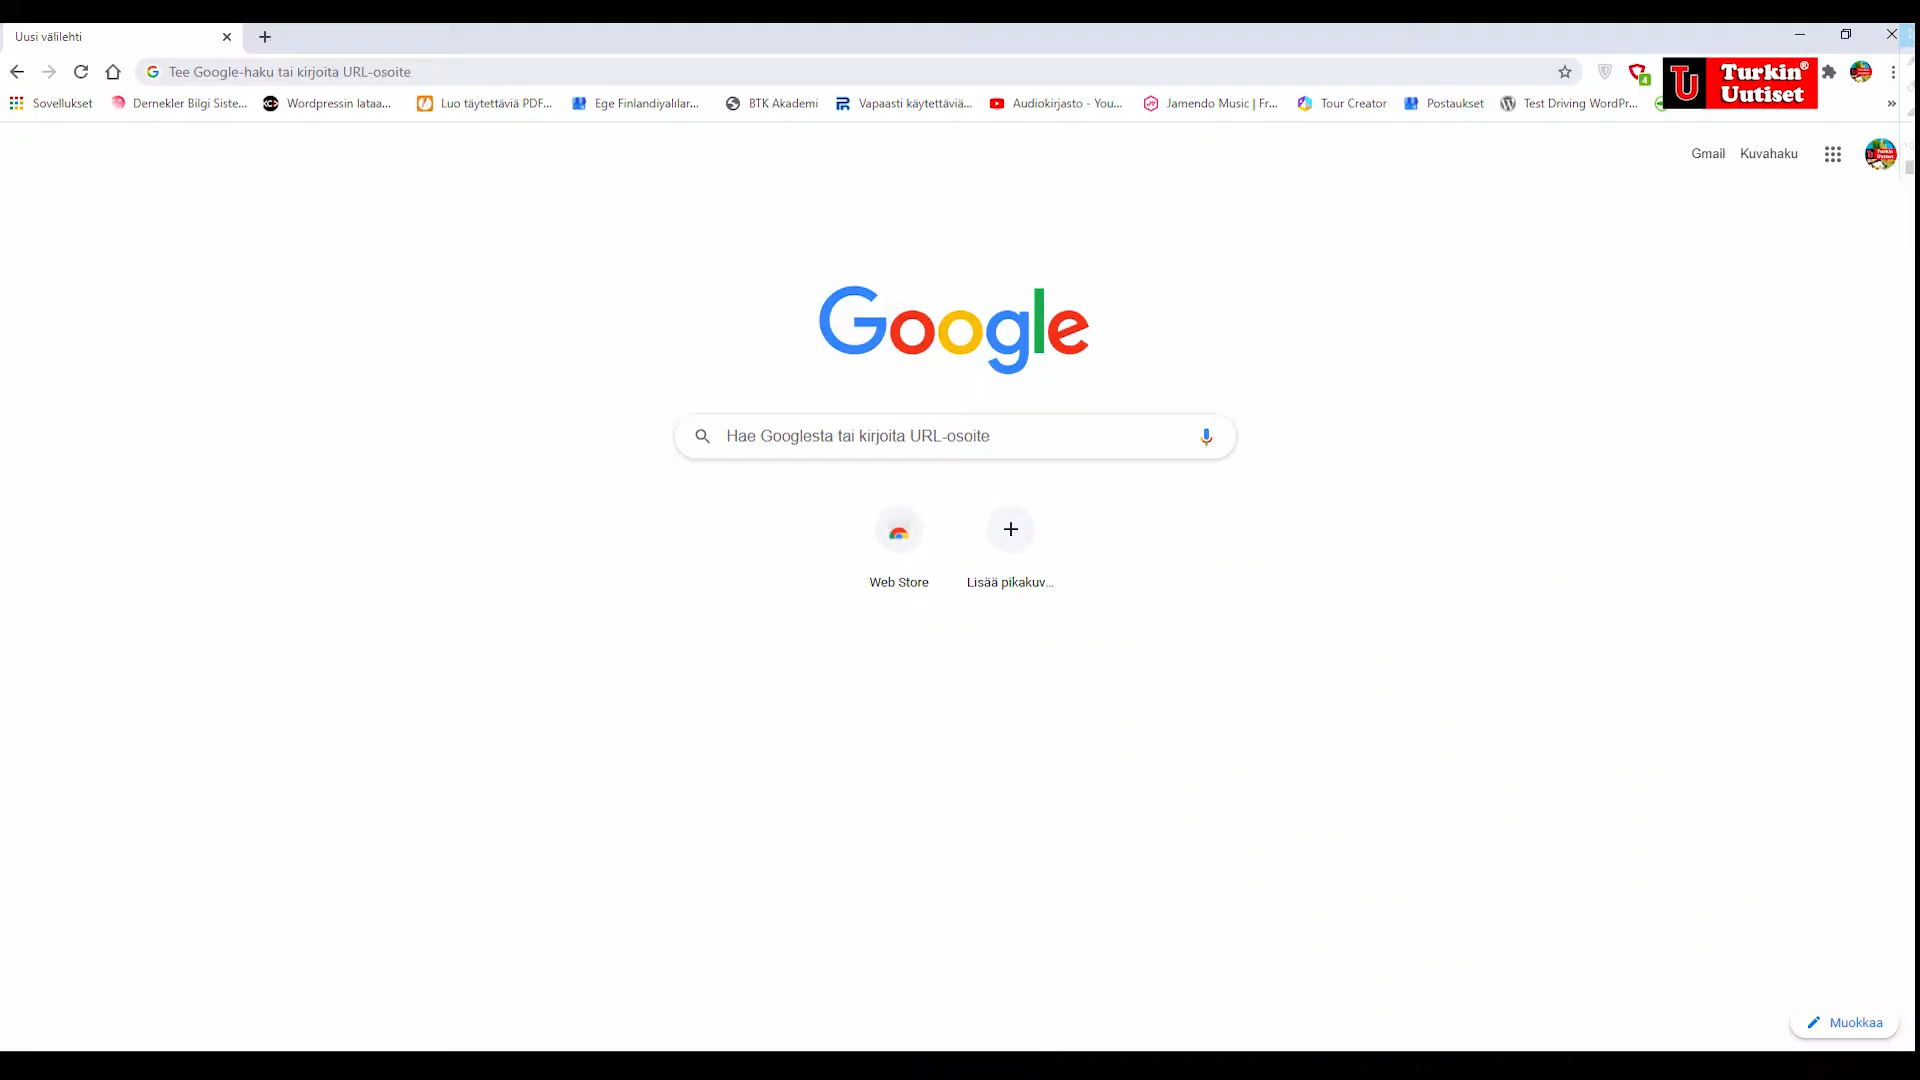 Uusi välilehti
Tee Google-haku tai kirjoita URL-osoite
4
Turkin®
Uutiset
TU
Sovellukset
Dernekler Bilgi Siste...
Wordpressin lataa...
Luo täytettäviä PDF...
Ege Finlandiyalılar...
BTK Akademi
Vapaasti käytettäviä...
Audiokirjasto - You...
Jamendo Music | Fr...
Tour Creator
Postaukset
Test Driving WordPr...
»
Gmail
Kuvahaku
Google
Hae Googlesta tai kirjoita URL-osoite
Web Store
Lisää pikakuv...
Muokkaa